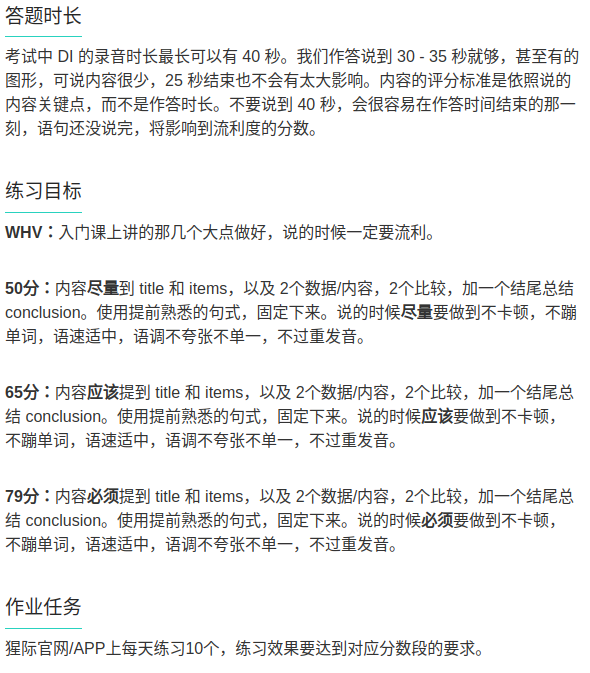 答题时长
考试中 DI 的录音时长最长可以有 40 秒。我们作答说到 30 - 35 秒就够，甚至有的
图形，可说内容很少，25 秒结束也不会有太大影响。内容的评分标准是依照说的
内容关键点，而不是作答时长。不要说到 40 秒，会很容易在作答时间结束的那一
刻，语句还没说完，将影响到流利度的分数。
练习目标
WHV：入门课上讲的那几个大点做好，说的时候一定要流利。
50分：内容尽量到 title 和 items，以及 2个数据/内容，2个比较，加一个结尾总结
conclusion。使用提前熟悉的句式，固定下来。说的时候尽量要做到不卡顿，不蹦
单词，语速适中，语调不夸张不单一，不过重发音。
65分：内容应该提到 title 和 items，以及 2个数据/内容，2个比较，加一个结尾总
结 conclusion。使用提前熟悉的句式，固定下来。说的时候应该要做到不卡顿，
不蹦单词，语速适中，语调不夸张不单一，不过重发音。
79分：内容必须提到 title 和 items，以及 2个数据/内容，2个比较，加一个结尾总
结 conclusion。使用提前熟悉的句式，固定下来。说的时候必须要做到不卡顿，
不蹦单词，语速适中，语调不夸张不单一，不过重发音。
作业任务
猩际官网/APP上每天练习10个，练习效果要达到对应分数段的要求。